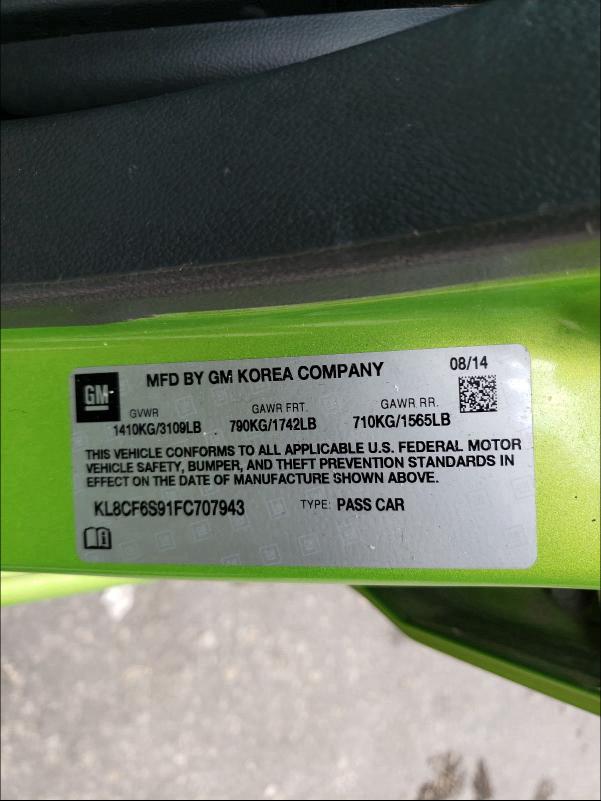 GM
MFD BY GM KOREA COMPANY
08/14
GVWR
GAWR FRT.
GAWR RR.
1410KG/3109LB
790KG/1742LB
710KG/1565LB
THIS VEHICLE CONFORMS TO ALL APPLICABLE U.S. FEDERAL MOTOR
VEHICLE SAFETY, BUMPER, AND THEFT PREVENTION STANDARDS IN
EFFECT ON THE DATE OF MANUFACTURE SHOWN ABOVE.
KL8CF6S91FC707943
TYPE: PASS CAR